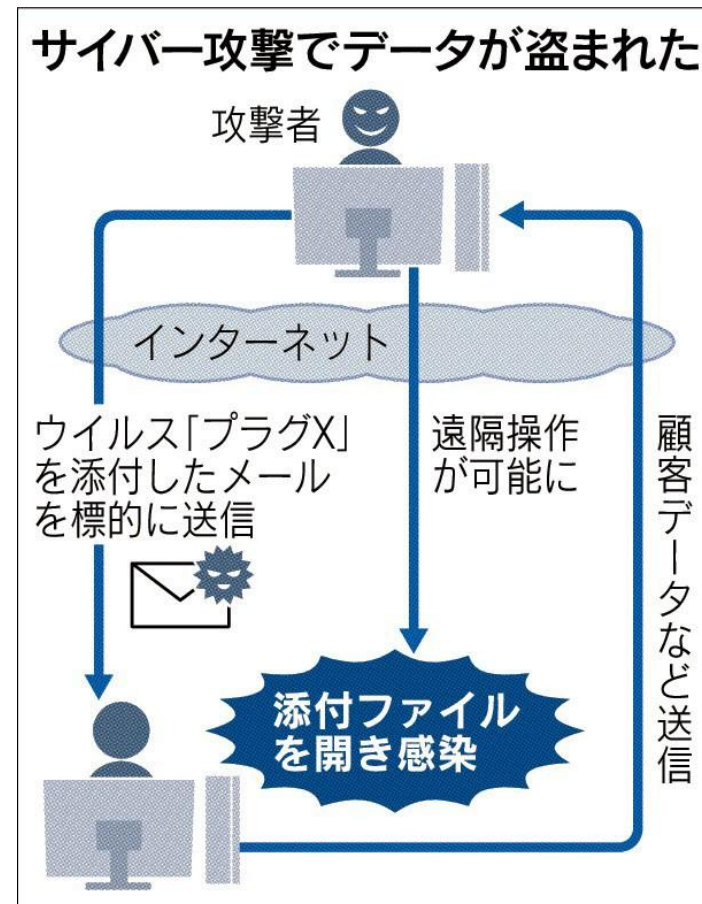 サイバー攻撃でデータが盗まれた
攻撃者
インターネット
ウイルス「プラグX」
を添付したメール
を標的に送信
遠隔操作
が可能に
顧客データなど送信
添付ファイル
を開き感染